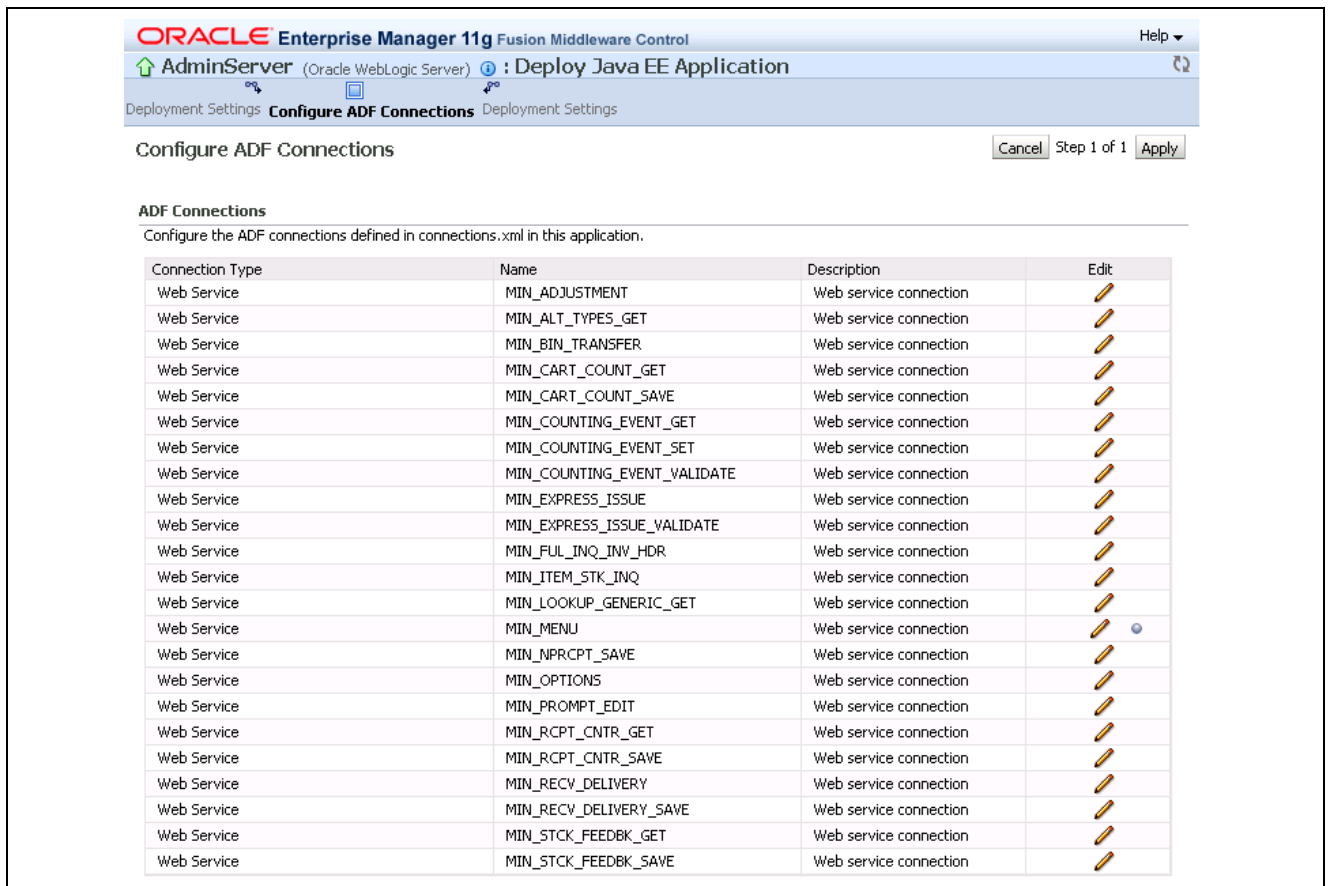 ORACLE Enterprise Manager 11g Fusion Middleware Control Help
AdminServer (Oracle WebLogic Server) : Deploy Java EE Application
Deployment Settings Configure ADF Connections Deployment Settings
Configure ADF Connections Cancel Step 1 of 1 Apply
ADF Connections
Configure the ADF connections defined in connections.xml in this application.
Connection Type Name Description Edit
Web Service MIN_ADJUSTMENT Web service connection
Web Service MIN_ALT_TYPES_GET Web service connection
Web Service MIN_BIN_TRANSFER Web service connection
Web Service MIN_CART_COUNT_GET Web service connection
Web Service MIN_CART_COUNT_SAVE Web service connection
Web Service MIN_COUNTING_EVENT_GET Web service connection
Web Service MIN_COUNTING_EVENT_SET Web service connection
Web Service MIN_COUNTING_EVENT_VALIDATE Web service connection
Web Service MIN_EXPRESS_ISSUE Web service connection
Web Service MIN_EXPRESS_ISSUE_VALIDATE Web service connection
Web Service MIN_FUL_INQ_INV_HDR Web service connection
Web Service MIN_ITEM_STK_INQ Web service connection
Web Service MIN_LOOKUP_GENERIC_GET Web service connection
Web Service MIN_MENU Web service connection
Web Service MIN_NPRCPT_SAVE Web service connection
Web Service MIN_OPTIONS Web service connection
Web Service MIN_PROMPT_EDIT Web service connection
Web Service MIN_RCPT_CNTR_GET Web service connection
Web Service MIN_RCPT_CNTR_SAVE Web service connection
Web Service MIN_RECV_DELIVERY Web service connection
Web Service MIN_RECV_DELIVERY_SAVE Web service connection
Web Service MIN_STCK_FEEDBK_GET Web service connection
Web Service MIN_STCK_FEEDBK_SAVE Web service connection